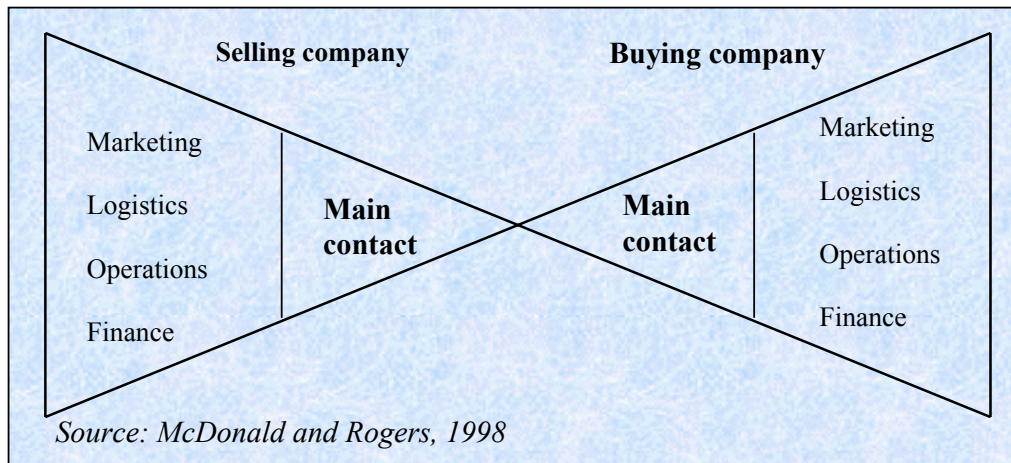 Selling company
Buying company
Marketing
Logistics
Operations
Finance
Main
contact
Main
contact
Marketing
Logistics
Operations
Finance
Source: McDonald and Rogers, 1998